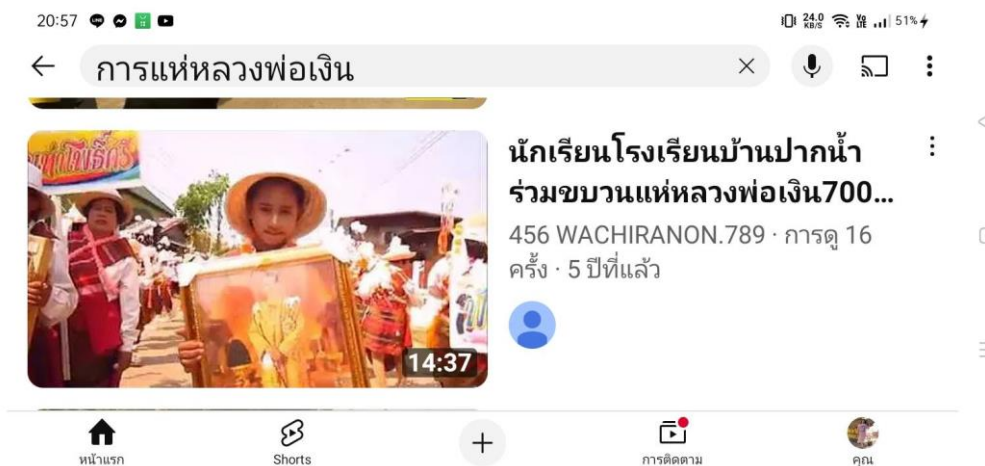 20:57
24.0 KB/S
51%
การแห่หลวงพ่อเงิน
นักเรียนโรงเรียนบ้านปากน้ำ
ร่วมขบวนแห่หลวงพ่อเงิน700...
456 WACHIRANON.789 · การดู 16
ครั้ง · 5 ปีที่แล้ว
14:37
หน้าแรก
Shorts
การติดตาม
คุณ